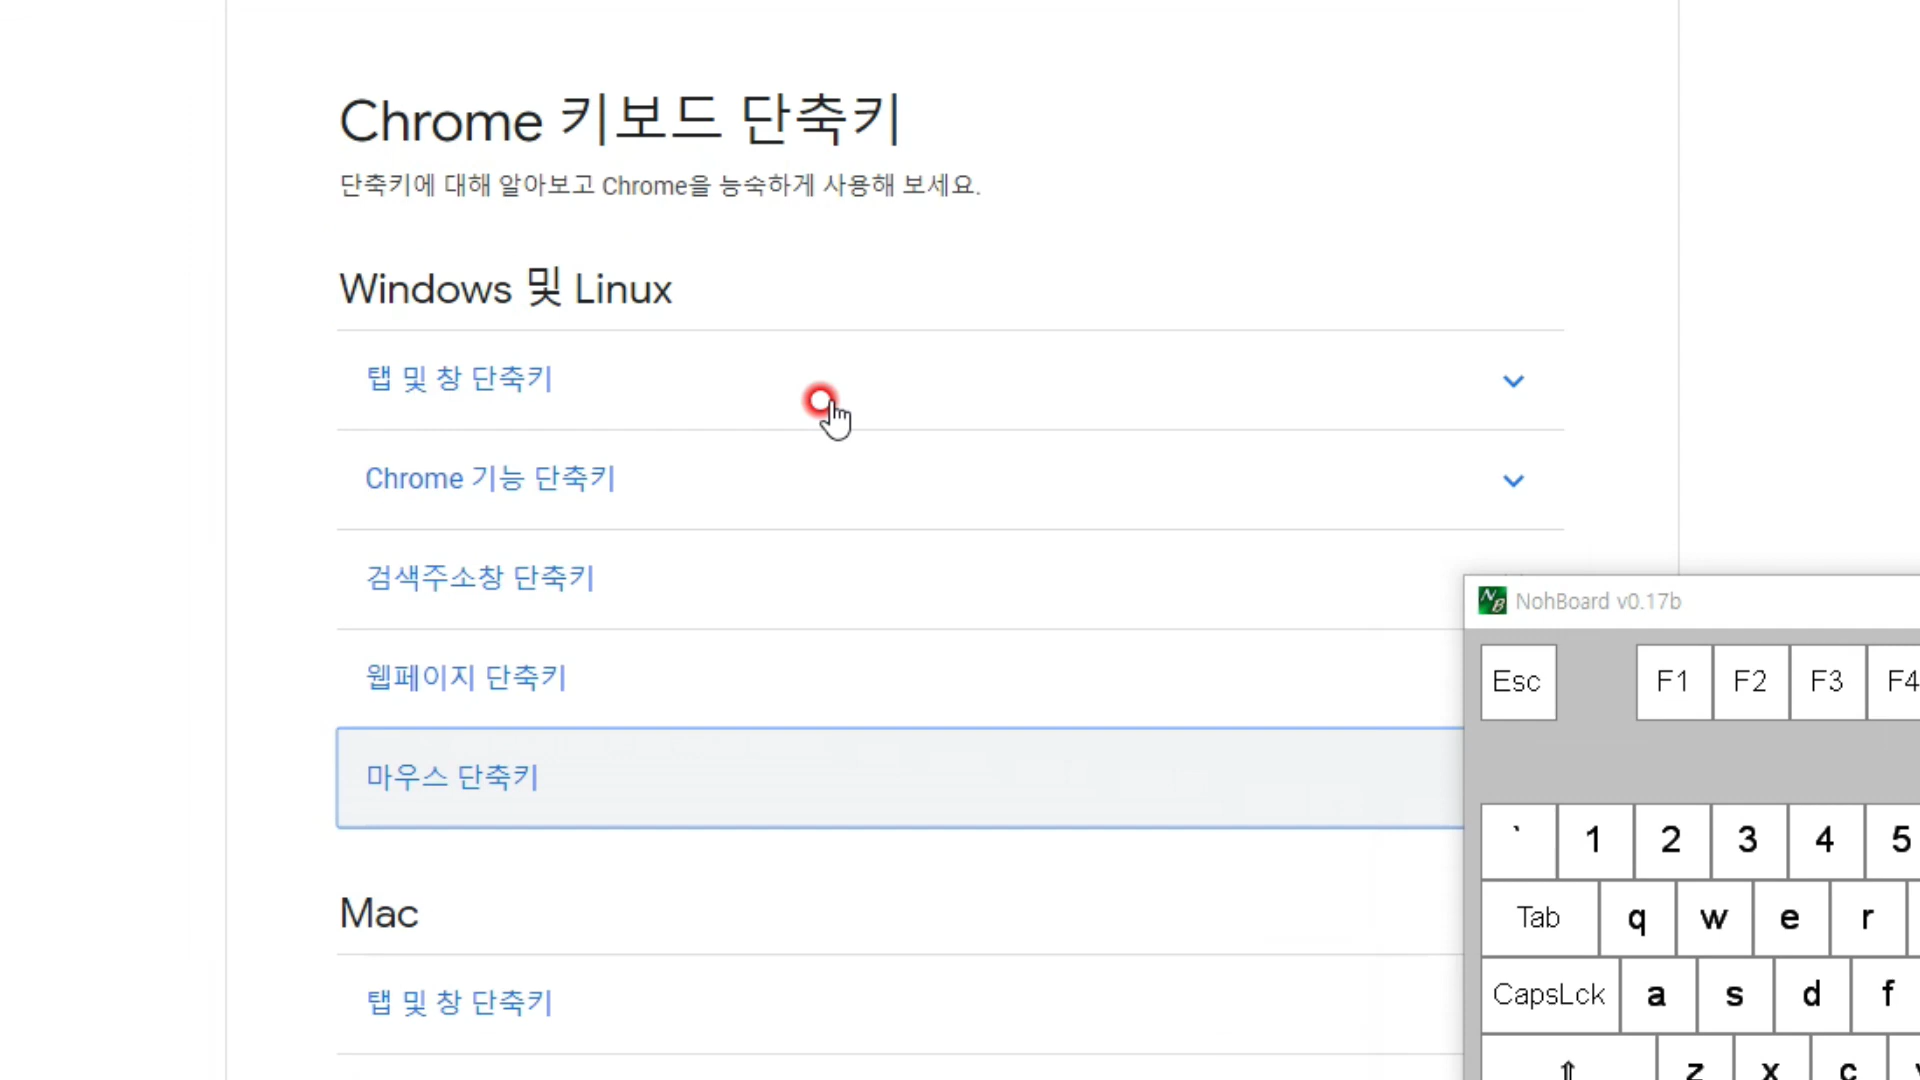 Chrome 키보드 단축키
단축키에 대해 알아보고 Chrome을 능숙하게 사용해 보세요.
Windows 및 Linux
탭 및 창 단축키
Chrome 기능 단축키
검색주소창 단축키
웹페이지 단축키
마우스 단축키
Mac
탭 및 창 단축키
NB NohBoard v0.17b
Esc F1 F2 F3 F4
` 1 2 3 4 5
Tab q w e r
CapsLck a s d f
⇧ z x c